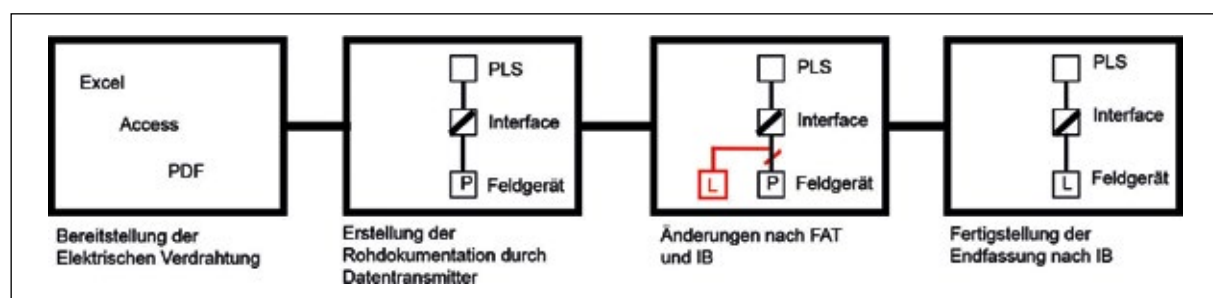 Excel
Access
PDF
Bereitstellung der
Elektrischen Verdrahtung
PLS
Interface
P Feldgerät
Erstellung der
Rohdokumentation durch
Datentransmitter
PLS
Interface
L P Feldgerät
Änderungen nach FAT
und IB
PLS
Interface
L Feldgerät
Fertigstellung der
Endfassung nach IB